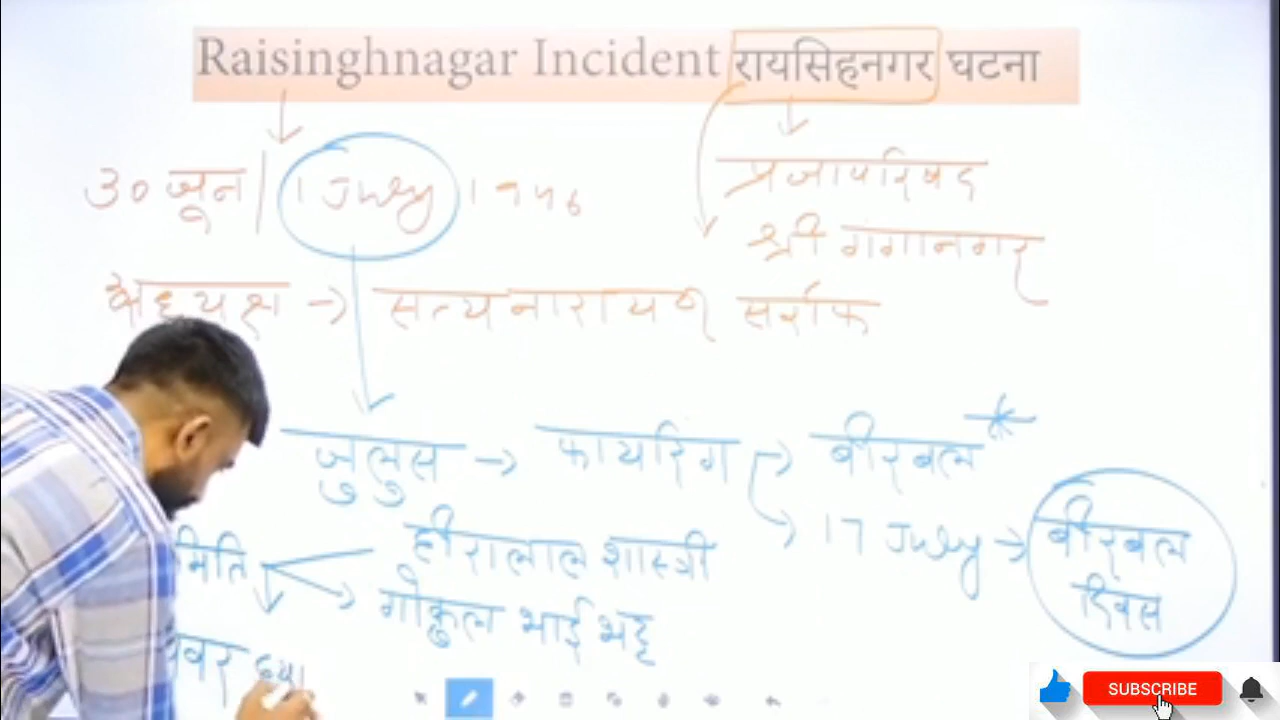 Raisinghnagar Incident रायसिहनगर घटना
30 जून | 1 July 1946
प्रजापरिषद
श्री गंगानगर
अध्यक्ष → सत्यनारायण सर्राफ
जुलुस → फायरिंग → बीरबल *
→ 17 July → बीरबल
दिवस
मिति
हीरालाल शास्त्री
→ गोकुल भाई भट्ट
SUBSCRIBE